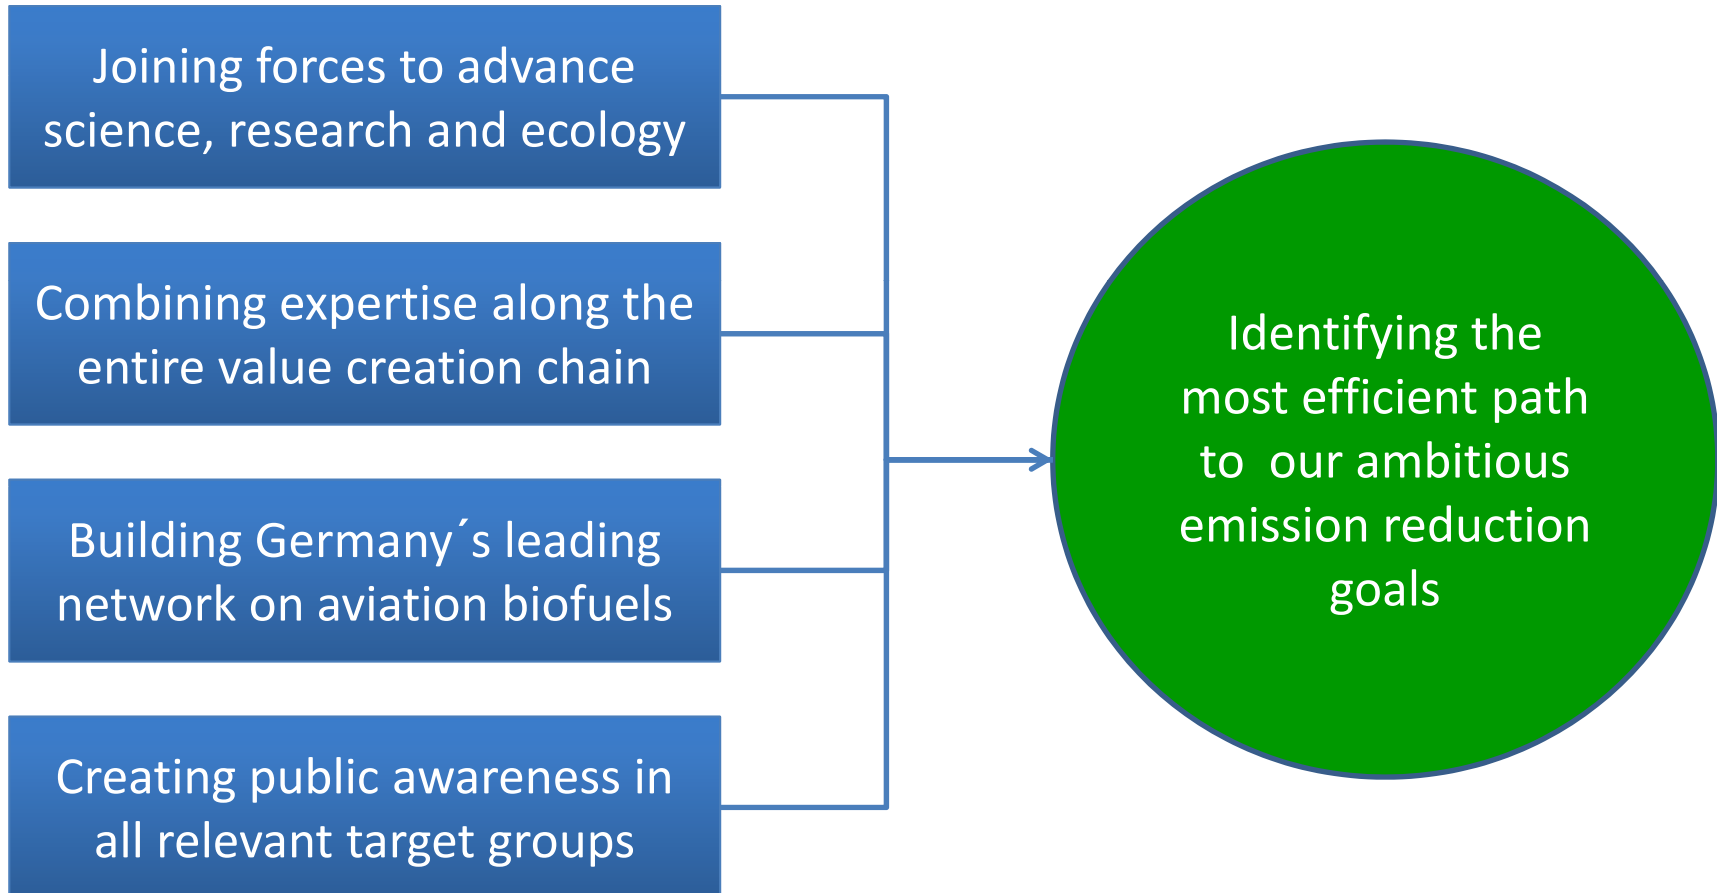 Joining forces to advance
science, research and ecology
Combining expertise along the
entire value creation chain
Building Germany´s leading
network on aviation biofuels
Creating public awareness in
all relevant target groups
Identifying the
most efficient path
to  our ambitious
emission reduction
goals